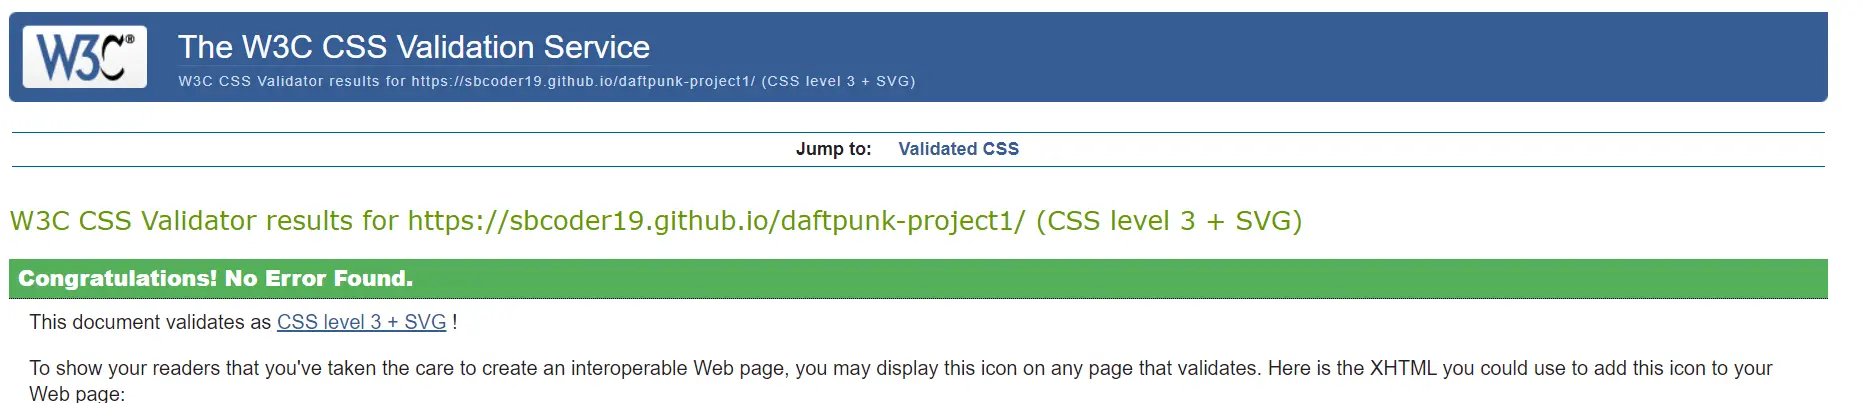 W3C®
The W3C CSS Validation Service
W3C CSS Validator results for https://sbcoder19.github.io/daftpunk-project1/ (CSS level 3 + SVG)
Jump to: Validated CSS
W3C CSS Validator results for https://sbcoder19.github.io/daftpunk-project1/ (CSS level 3 + SVG)
Congratulations! No Error Found.
This document validates as CSS level 3 + SVG !
To show your readers that you've taken the care to create an interoperable Web page, you may display this icon on any page that validates. Here is the XHTML you could use to add this icon to your
Web page: